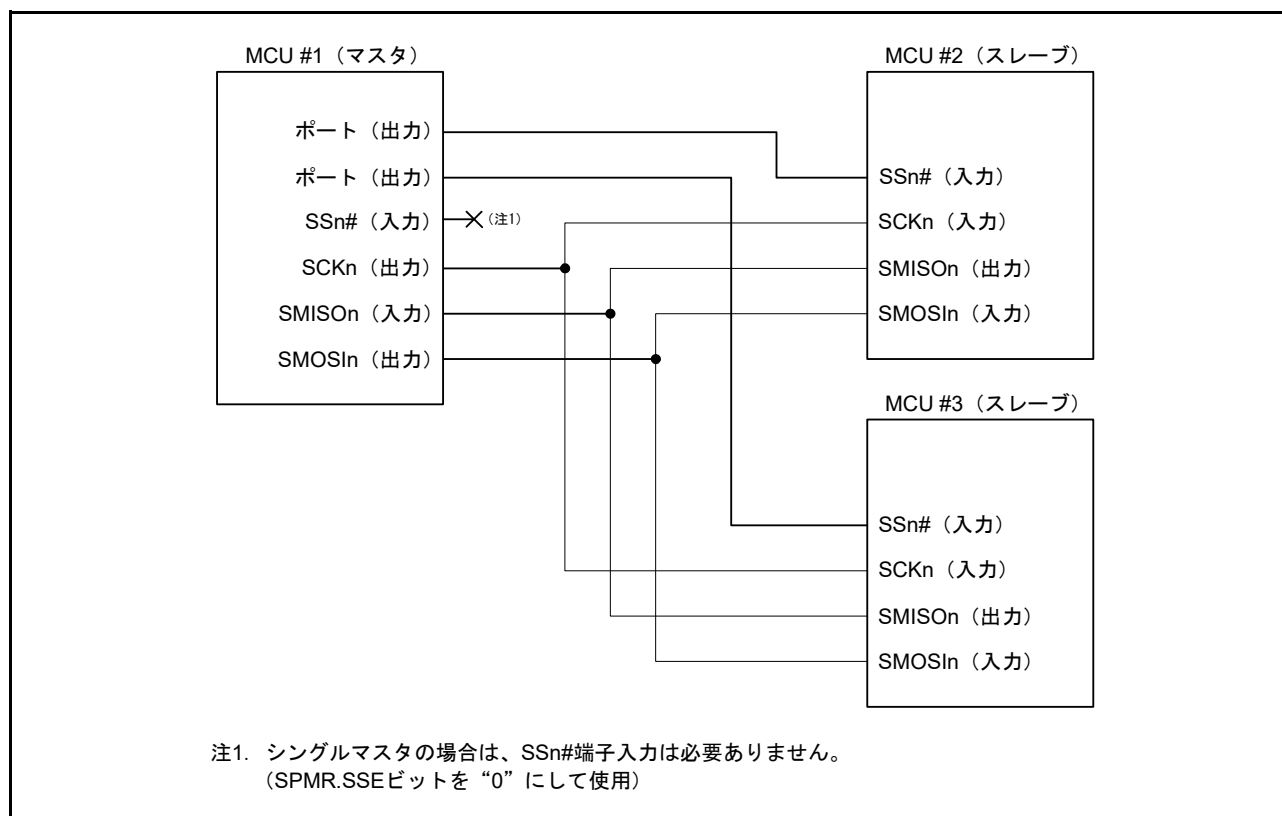 MCU #1（マスタ）
ポート（出力）
ポート（出力）
SSn#（入力）
（注1）
SCKn（出力）
SMISOn（入力）
SMOSIn（出力）
MCU #2（スレーブ）
SSn#（入力）
SCKn（入力）
SMISOn（出力）
SMOSIn（入力）
MCU #3（スレーブ）
SSn#（入力）
SCKn（入力）
SMISOn（出力）
SMOSIn（入力）
注1. シングルマスタの場合は、SSn#端子入力は必要ありません。
（SPMR.SSEビットを“0”にして使用）